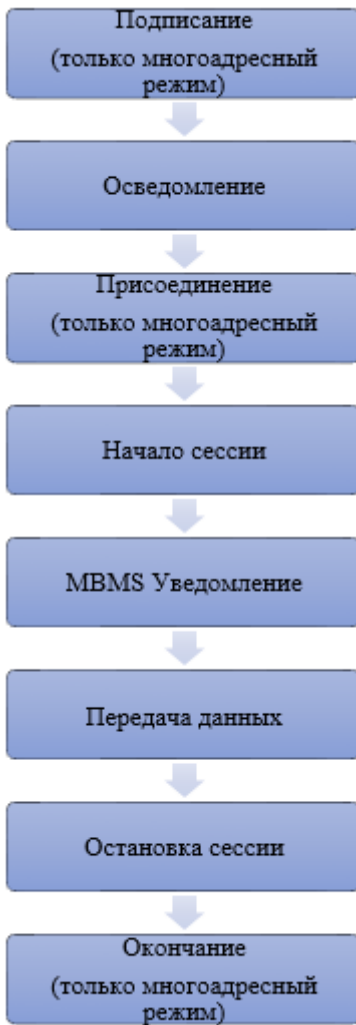 Подписание
(только многоадресный
режим)
Осведомление
Присоединение
(только многоадресный
режим)
Начало сессии
MBMS Уведомление
Передача данных
Остановка сессии
Окончание
(только многоадресный
режим)